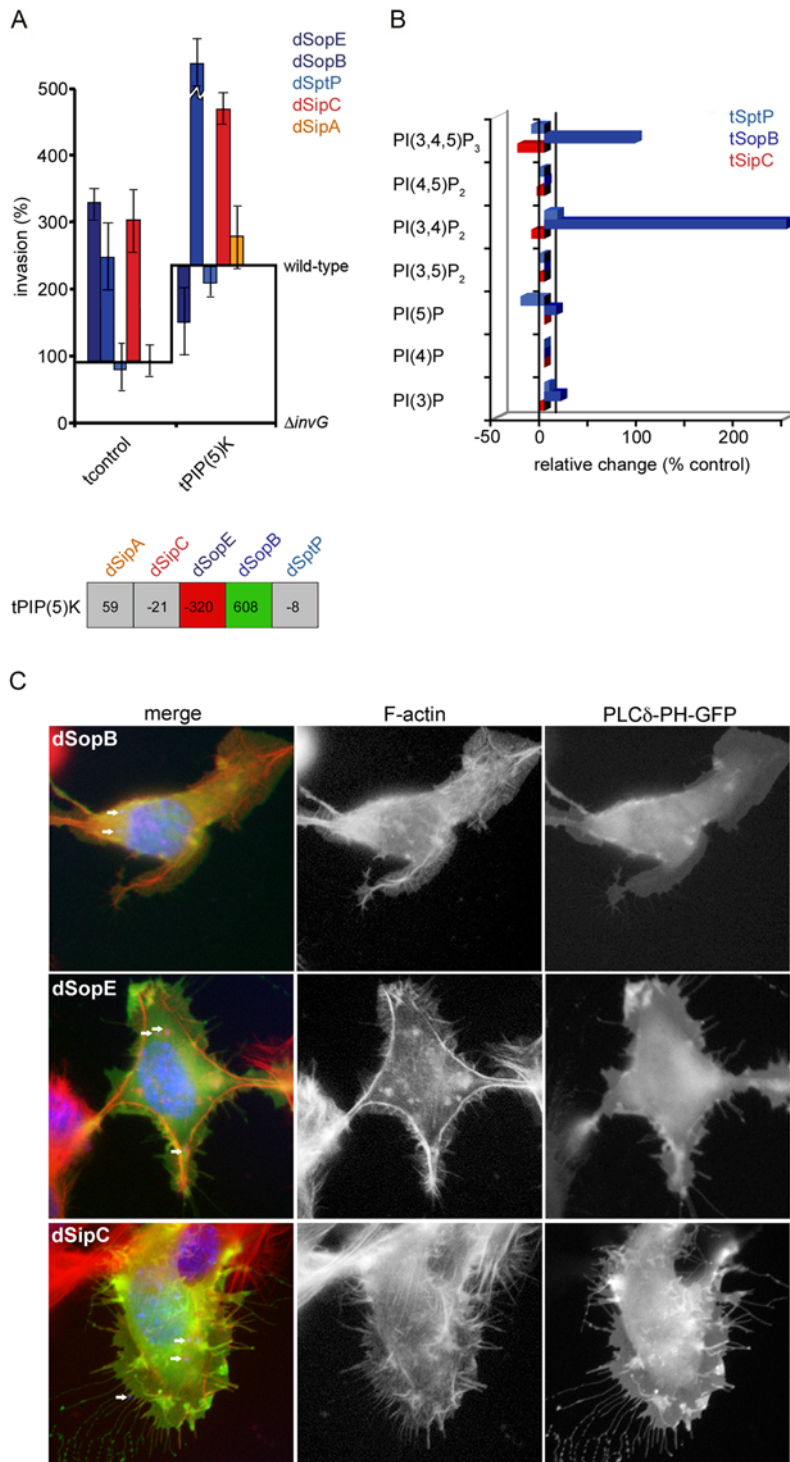 A
dSopE
dSopB
dSptP
dSipC
dSipA
500
400
300
200
100
0
invasion (%)
wild-type
ΔinvG
tcontrol
tPIP(5)K
dSipA
dSipC
dSopE
dSopB
dSptP
tPIP(5)K
59
-21
-320
608
-8
B
tSptP
tSopB
tSipC
PI(3,4,5)P3
PI(4,5)P2
PI(3,4)P2
PI(3,5)P2
PI(5)P
PI(4)P
PI(3)P
-50
0
100
200
relative change (% control)
C
merge
F-actin
PLCδ-PH-GFP
dSopB
dSopE
dSipC